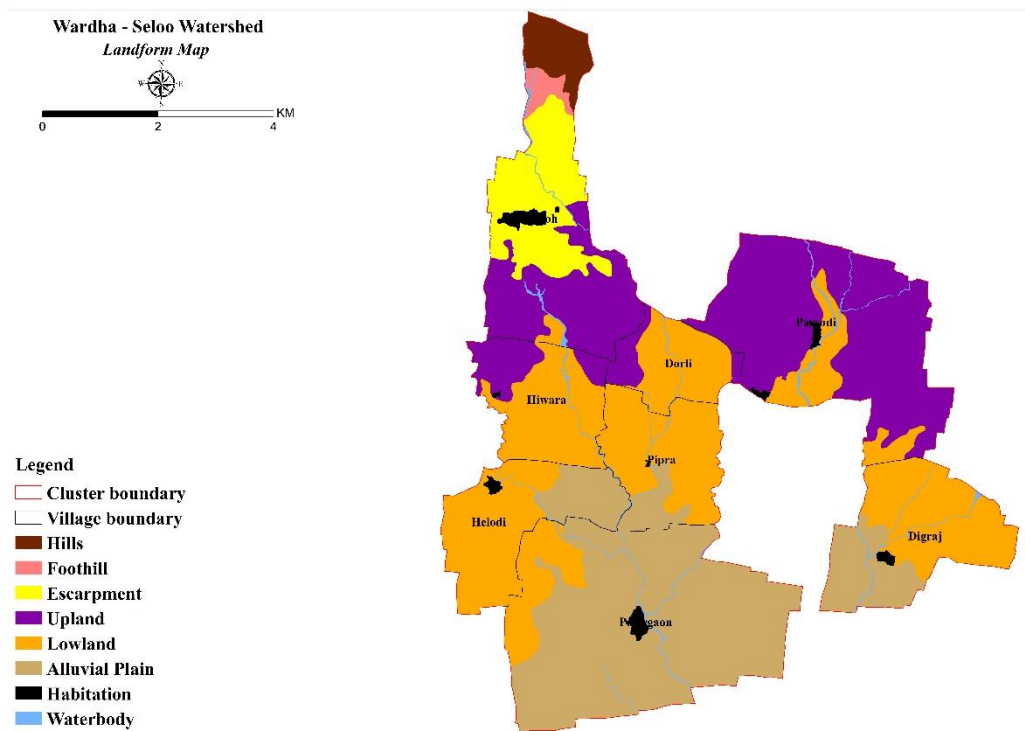 Wardha - Seloo Watershed
Landform Map
N
W E
S
KM
0 2 4
Dorli
Hiwara
Pipra
Helodi
Digraj
Legend
Cluster boundary
Village boundary
Hills
Foothill
Escarpment
Upland
Lowland
Alluvial Plain
Habitation
Waterbody